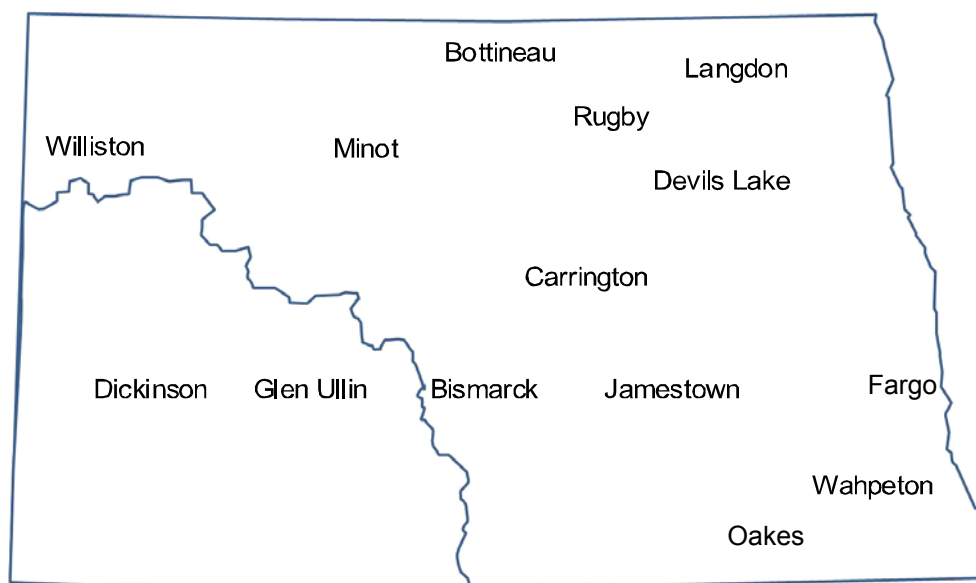 Bottineau
Langdon
Rugby
Williston
Minot
Devils Lake
Carrington
Dickinson
Glen Ullin
Bismarck
Jamestown
Fargo
Wahpeton
Oakes